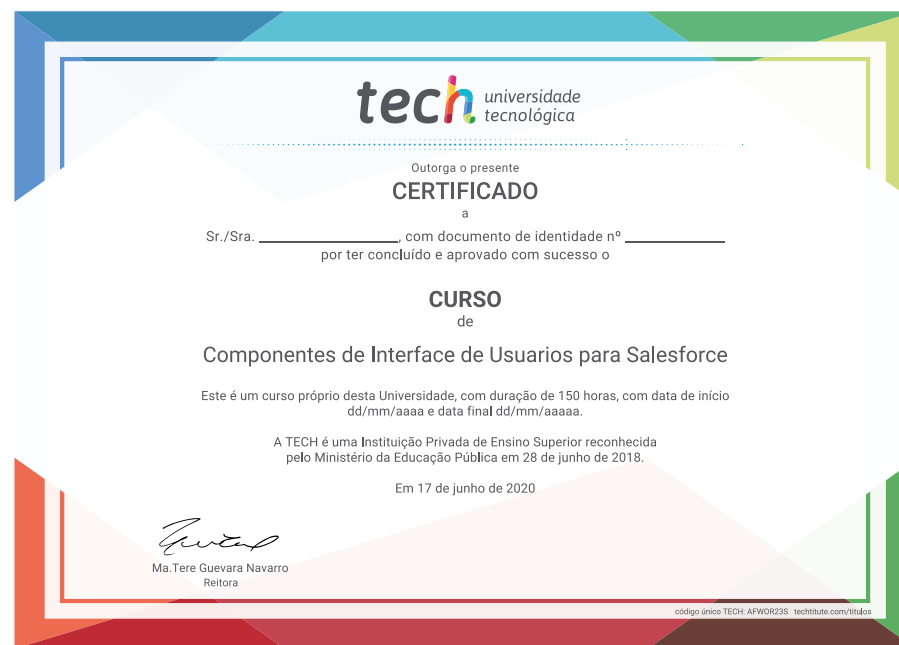 tech universidade
tecnológica
Outorga o presente
CERTIFICADO
a
Sr./Sra. ________________, com documento de identidade nº ____________
por ter concluído e aprovado com sucesso o
CURSO
de
Componentes de Interface de Usuarios para Salesforce
Este é um curso próprio desta Universidade, com duração de 150 horas, com data de início
dd/mm/aaaa e data final dd/mm/aaaaa.
A TECH é uma Instituição Privada de Ensino Superior reconhecida
pelo Ministério da Educação Pública em 28 de junho de 2018.
Em 17 de junho de 2020
Ma.Tere Guevara Navarro
Reitora
código único TECH: AFWOR23S techtitute.com/titulos